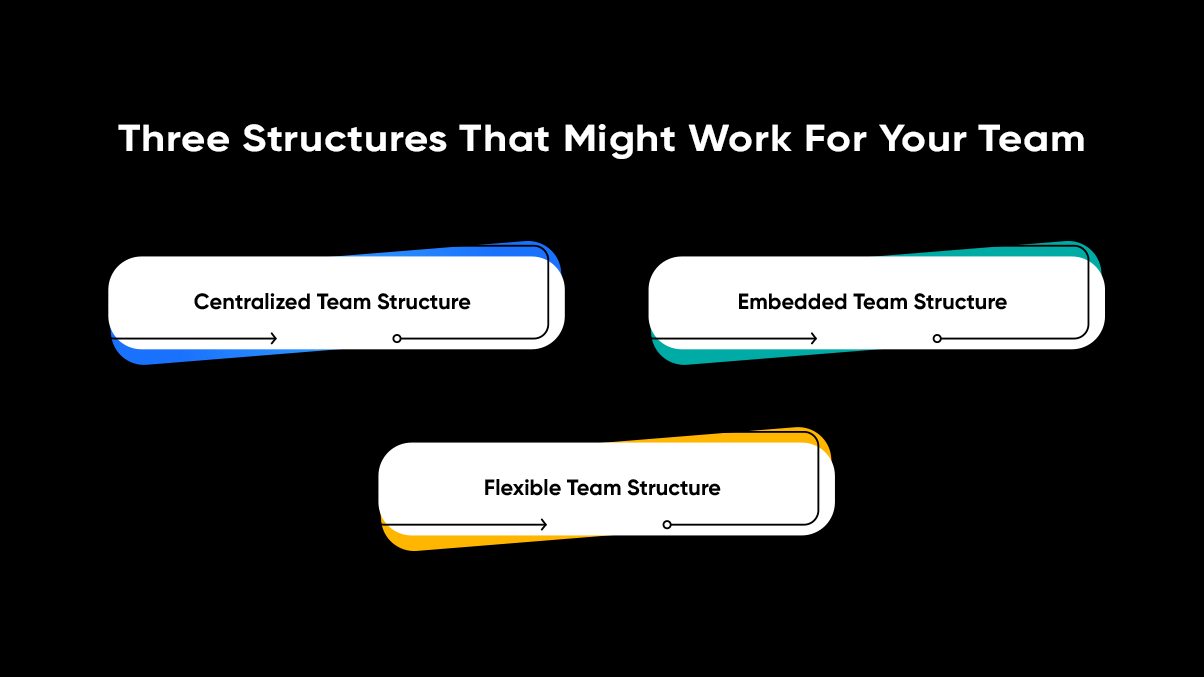 Three Structures That Might Work For Your Team
Centralized Team Structure
Embedded Team Structure
Flexible Team Structure